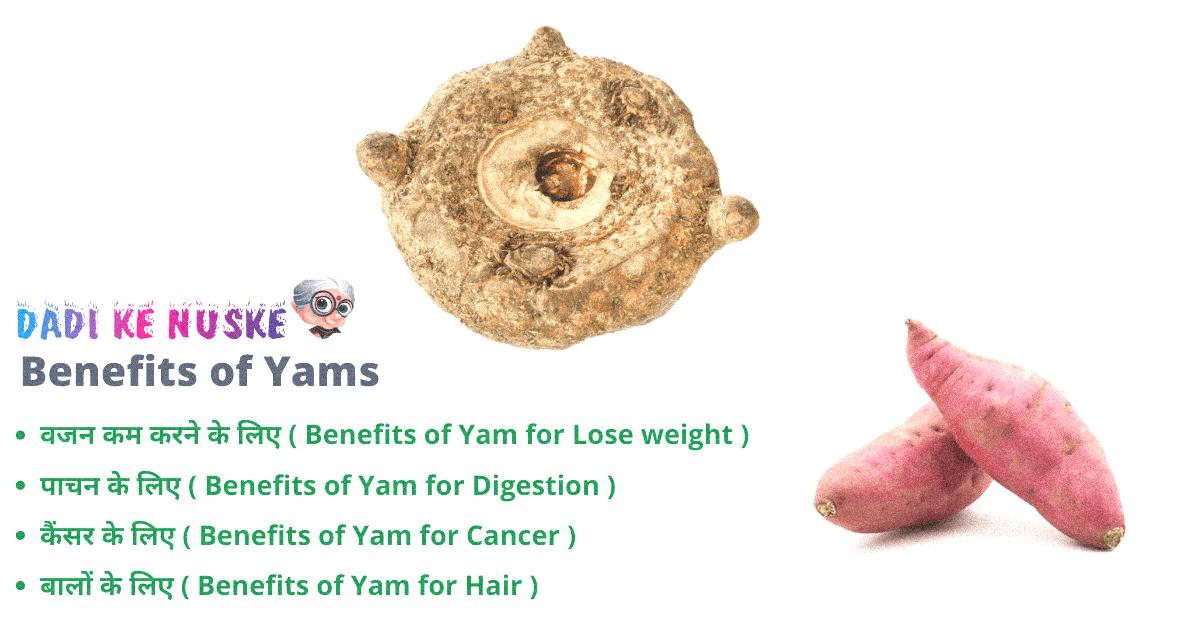 DADI KE NUSKE
Benefits of Yams
• वजन कम करने के लिए ( Benefits of Yam for Lose weight )
• पाचन के लिए ( Benefits of Yam for Digestion )
• कैंसर के लिए ( Benefits of Yam for Cancer )
• बालों के लिए ( Benefits of Yam for Hair )